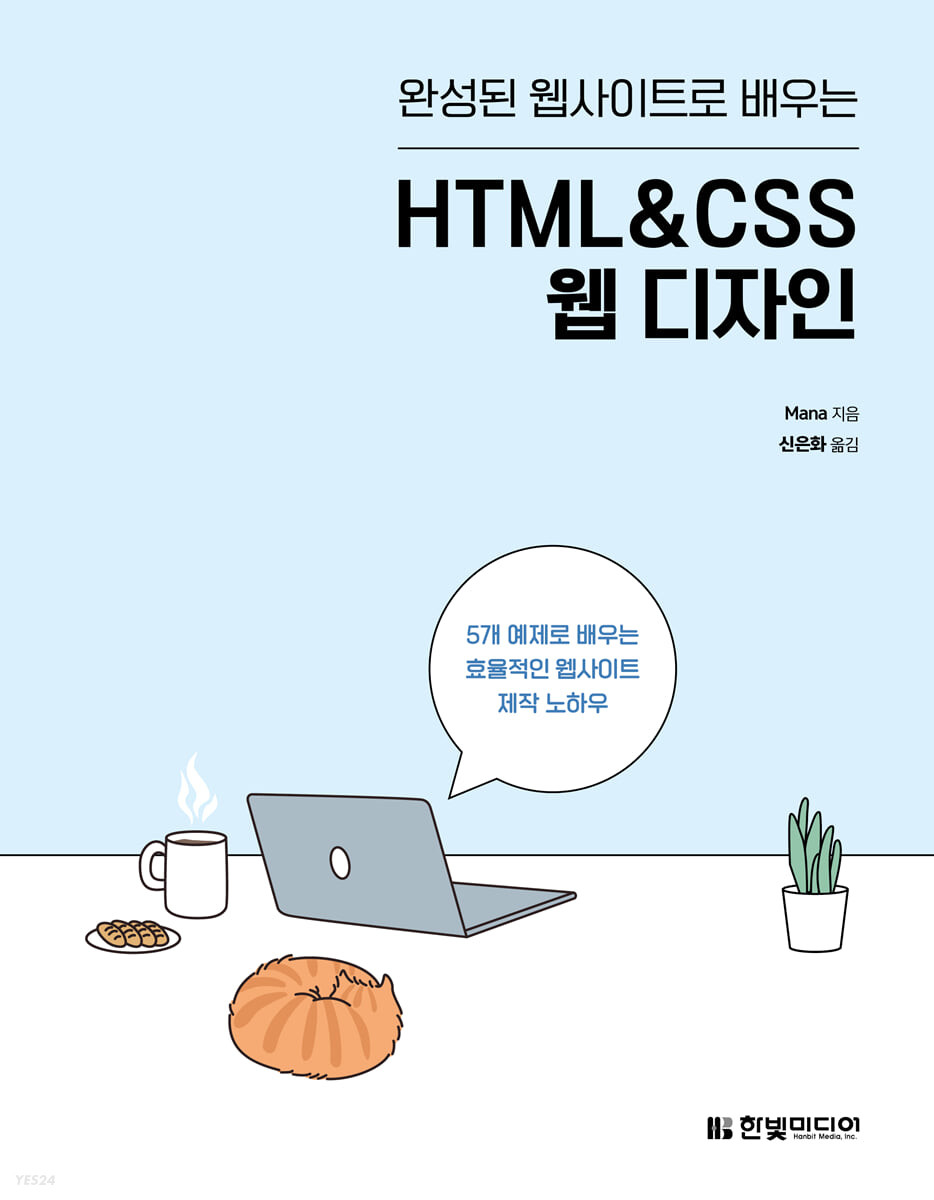 완성된 웹사이트로 배우는
HTML&CSS
웹 디자인
Mana 지음
신은화 옮김
5개 예제로 배우는
효율적인 웹사이트
제작 노하우
한빛미디어
Hanbit Media, Inc.
YES24